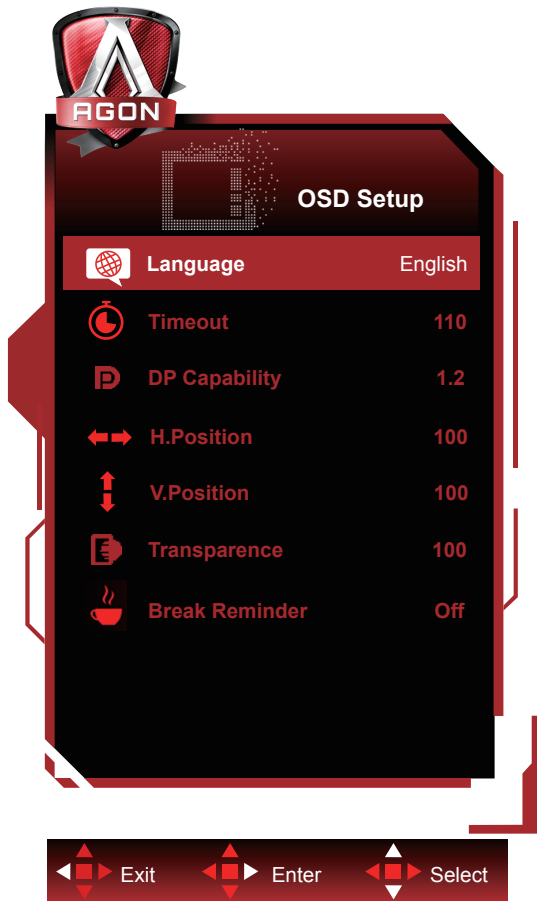 AGON
OSD Setup
Language English
Timeout 110
DP Capability 1.2
H.Position 100
V.Position 100
Transparence 100
Break Reminder Off
Exit Enter Select